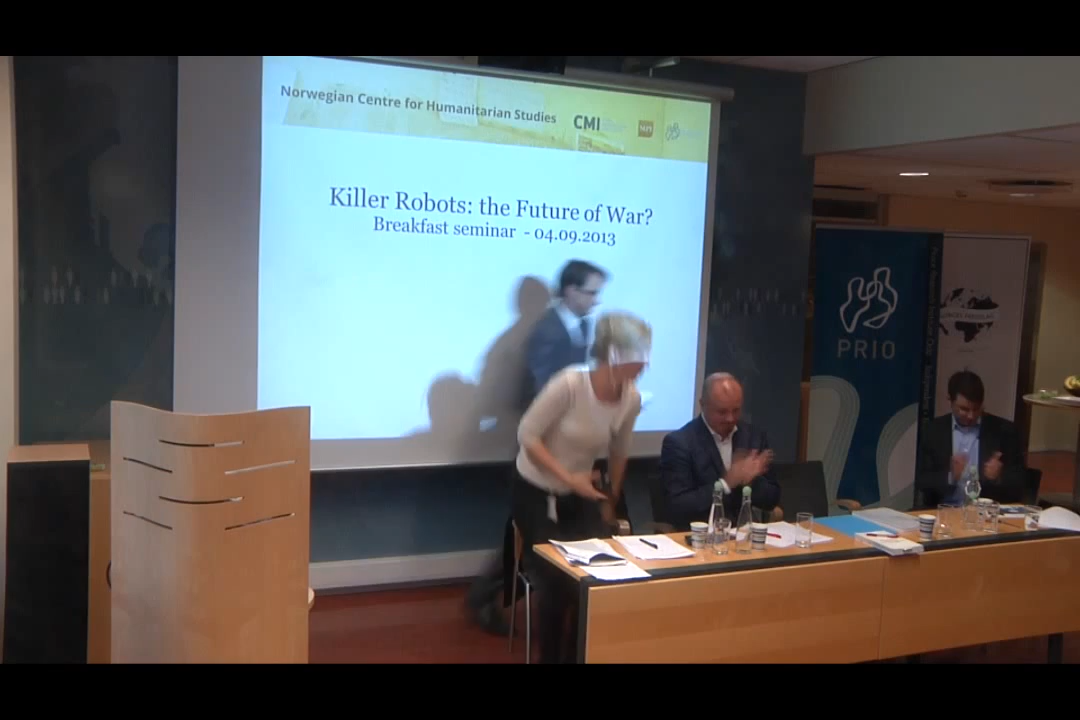 Norwegian Centre for Humanitarian Studies
CMI
Killer Robots: the Future of War?
Breakfast seminar - 04.09.2013
PRIO